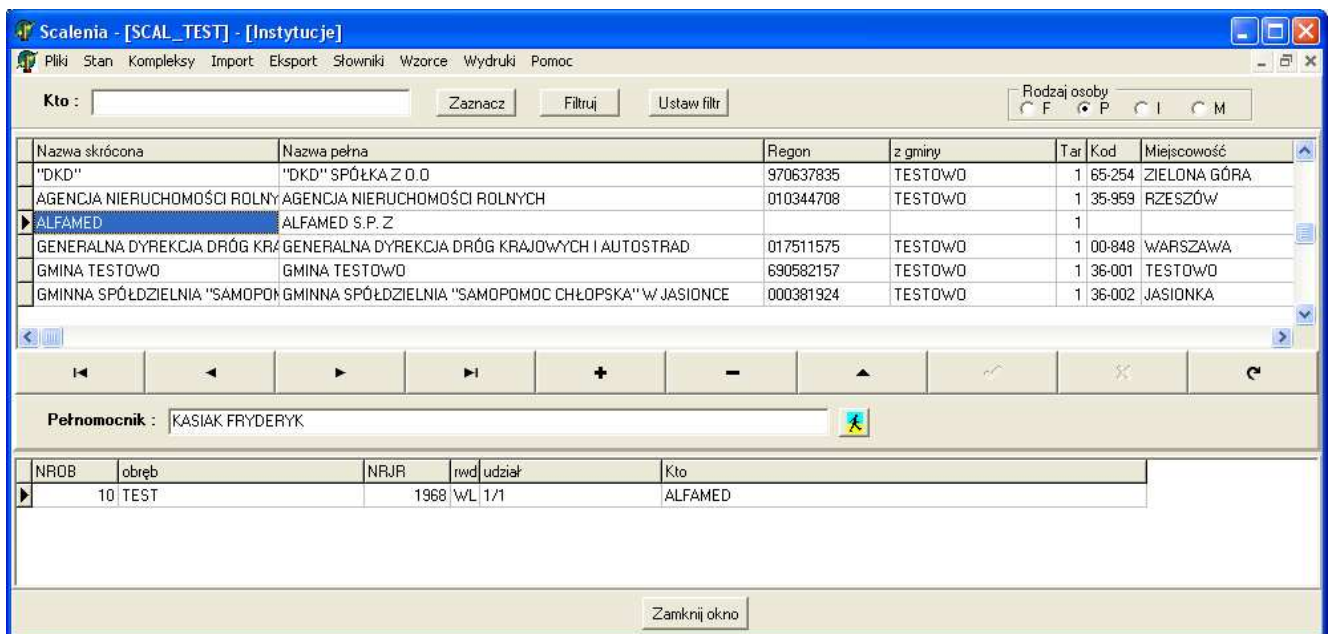 Scalenia - [SCAL_TEST] - [Instytucje]
Pliki Stan Kompleksy Import Eksport Słowniki Wzorce Wydruki Pomoc
Kto : Zaznacz Filtruj Ustaw filtr Rodzaj osoby
F P I M
Nazwa skrócona Nazwa pełna Regon z gminy Tar Kod Miejscowość
"DKD" "DKD" SPÓŁKA Z O.O 970637835 TESTOWO 1 65-254 ZIELONA GÓRA
AGENCJA NIERUCHOMOŚCI ROLNY AGENCJA NIERUCHOMOŚCI ROLNYCH 010344708 TESTOWO 1 35-959 RZESZÓW
ALFAMED ALFAMED S.P. Z 1
GENERALNA DYREKCJA DRÓG KRA GENERALNA DYREKCJA DRÓG KRAJOWYCH I AUTOSTRAD 017511575 TESTOWO 1 00-848 WARSZAWA
GMINA TESTOWO GMINA TESTOWO 690582157 TESTOWO 1 36-001 TESTOWO
GMINNA SPÓŁDZIELNIA "SAMOPOM GMINNA SPÓŁDZIELNIA "SAMOPOMOC CHŁOPSKA" W JASIONCE 000381924 TESTOWO 1 36-002 JASIONKA
Pełnomocnik : KASIAK FRYDERYK
NROB obręb NRJR rwd udział Kto
10 TEST 1968 WL 1/1 ALFAMED
Zamknij okno